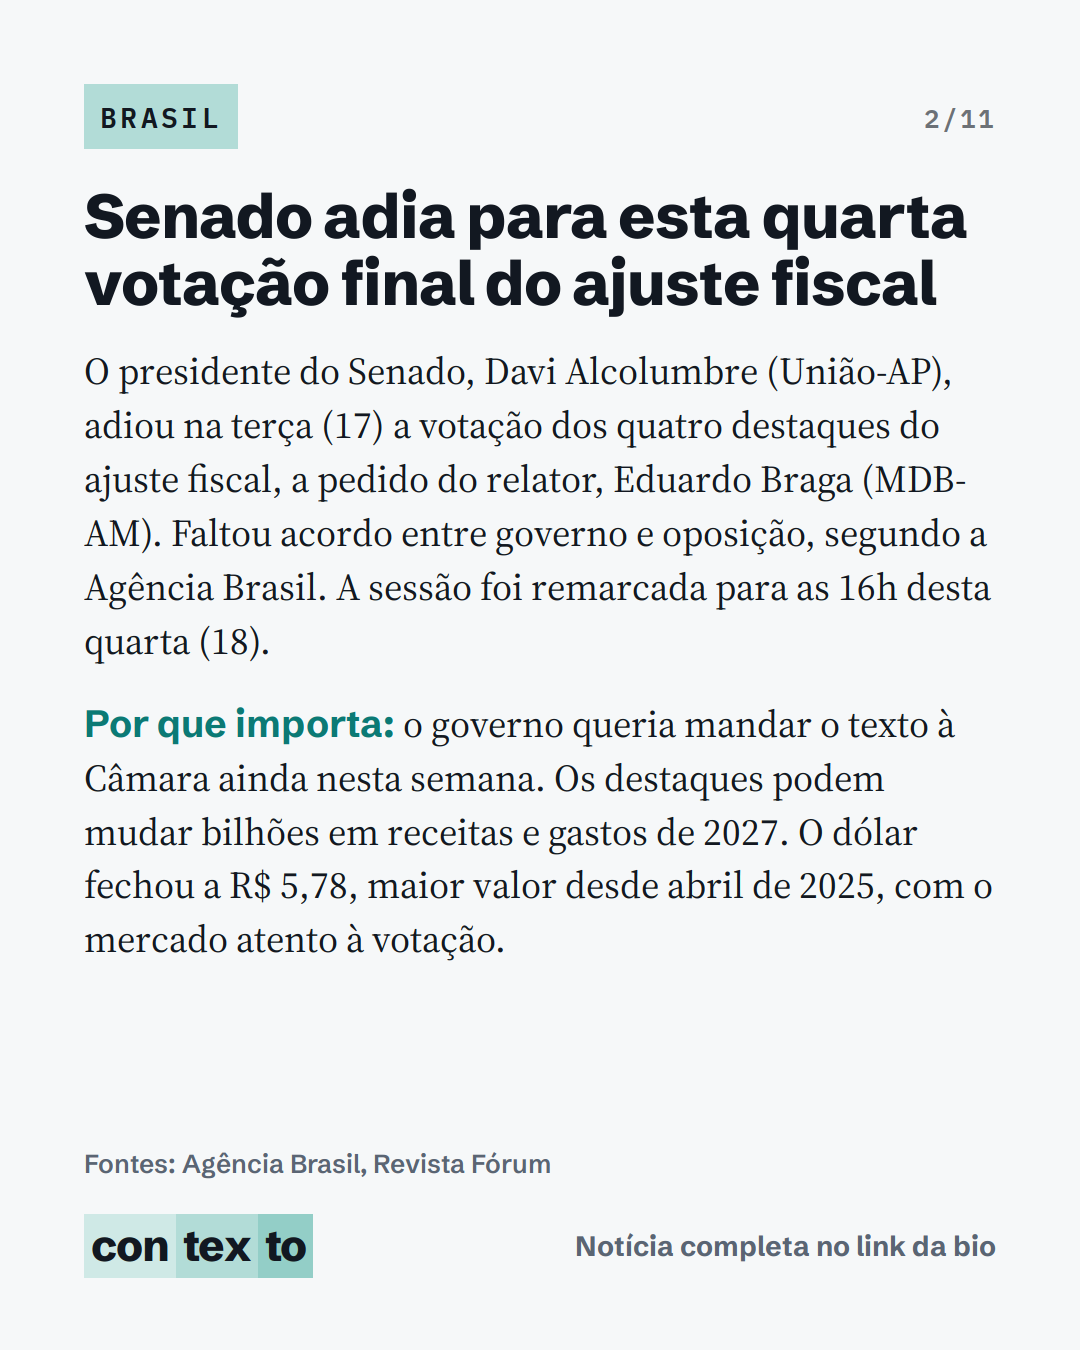 BRASIL
2/11
Senado adia para esta quarta
votação final do ajuste fiscal
O presidente do Senado, Davi Alcolumbre (União-AP),
adiou na terça (17) a votação dos quatro destaques do
ajuste fiscal, a pedido do relator, Eduardo Braga (MDB-
AM). Faltou acordo entre governo e oposição, segundo a
Agência Brasil. A sessão foi remarcada para as 16h desta
quarta (18).
Por que importa: o governo queria mandar o texto à
Câmara ainda nesta semana. Os destaques podem
mudar bilhões em receitas e gastos de 2027. O dólar
fechou a R$ 5,78, maior valor desde abril de 2025, com o
mercado atento à votação.
Fontes: Agência Brasil, Revista Fórum
contexto
Notícia completa no link da bio